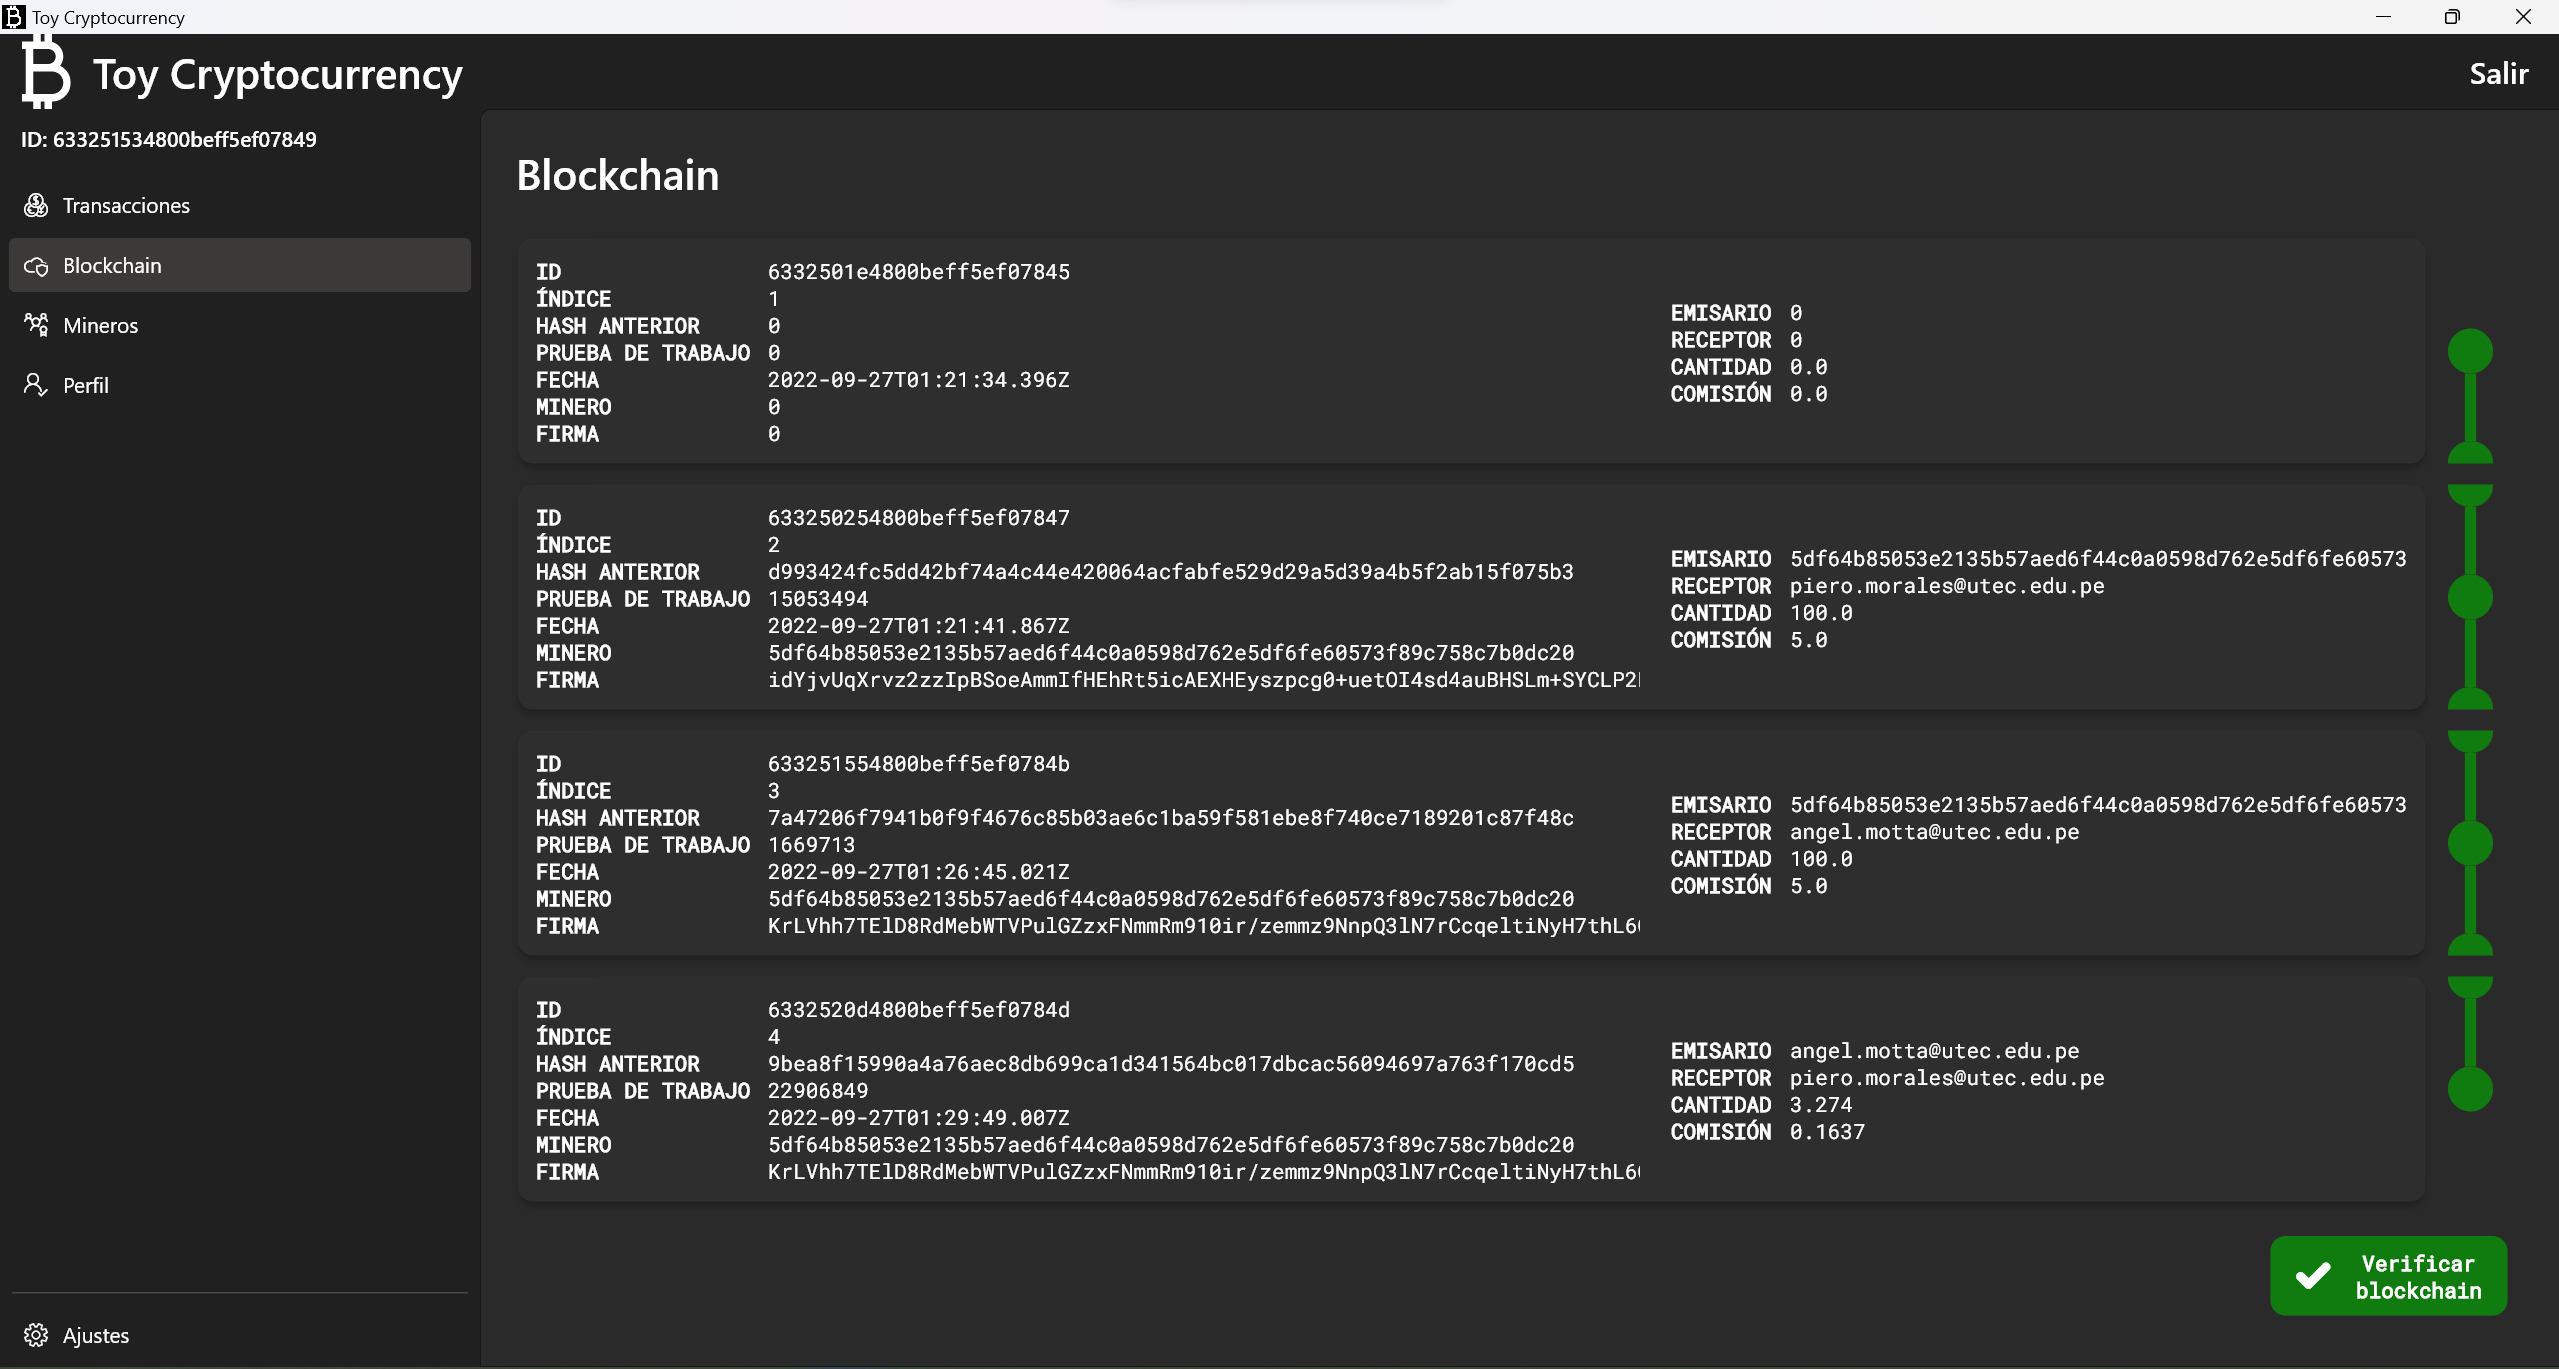 Toy Cryptocurrency
Toy Cryptocurrency
Salir
ID: 633251534800beff5ef07849
Transacciones
Blockchain
Mineros
Perfil
Ajustes
Blockchain
ID 6332501e4800beff5ef07845
ÍNDICE 1
HASH ANTERIOR 0
PRUEBA DE TRABAJO 0
FECHA 2022-09-27T01:21:34.396Z
MINERO 0
FIRMA 0
EMISARIO 0
RECEPTOR 0
CANTIDAD 0.0
COMISIÓN 0.0
ID 633250254800beff5ef07847
ÍNDICE 2
HASH ANTERIOR d993424fc5dd42bf74a4c44e420064acfabfe529d29a5d39a4b5f2ab15f075b3
PRUEBA DE TRABAJO 15053494
FECHA 2022-09-27T01:21:41.867Z
MINERO 5df64b85053e2135b57aed6f44c0a0598d762e5df6fe60573f89c758c7b0dc20
FIRMA idYjvUqXrvz2zzIpBSoeAmmIfHEhRt5icAEXHEyszpcg0+uetOI4sd4auBHSLm+SYCLP2
EMISARIO 5df64b85053e2135b57aed6f44c0a0598d762e5df6fe60573
RECEPTOR piero.morales@utec.edu.pe
CANTIDAD 100.0
COMISIÓN 5.0
ID 633251554800beff5ef0784b
ÍNDICE 3
HASH ANTERIOR 7a47206f7941b0f9f4676c85b03ae6c1ba59f581ebe8f740ce7189201c87f48c
PRUEBA DE TRABAJO 1669713
FECHA 2022-09-27T01:26:45.021Z
MINERO 5df64b85053e2135b57aed6f44c0a0598d762e5df6fe60573f89c758c7b0dc20
FIRMA KrLVhh7TElD8RdMebWTVPulGZzxFNmmRm910ir/zemmz9NnpQ3lN7rCcqeltiNyH7thL6
EMISARIO 5df64b85053e2135b57aed6f44c0a0598d762e5df6fe60573
RECEPTOR angel.motta@utec.edu.pe
CANTIDAD 100.0
COMISIÓN 5.0
ID 6332520d4800beff5ef0784d
ÍNDICE 4
HASH ANTERIOR 9bea8f15990a4a76aec8db699ca1d341564bc017dbcac56094697a763f170cd5
PRUEBA DE TRABAJO 22906849
FECHA 2022-09-27T01:29:49.007Z
MINERO 5df64b85053e2135b57aed6f44c0a0598d762e5df6fe60573f89c758c7b0dc20
FIRMA KrLVhh7TElD8RdMebWTVPulGZzxFNmmRm910ir/zemmz9NnpQ3lN7rCcqeltiNyH7thL6
EMISARIO angel.motta@utec.edu.pe
RECEPTOR piero.morales@utec.edu.pe
CANTIDAD 3.274
COMISIÓN 0.1637
Verificar
blockchain